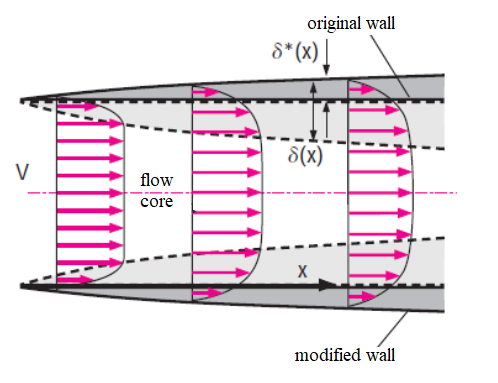 original wall
δ*(x)
δ(x)
V
flow
core
x
modified wall